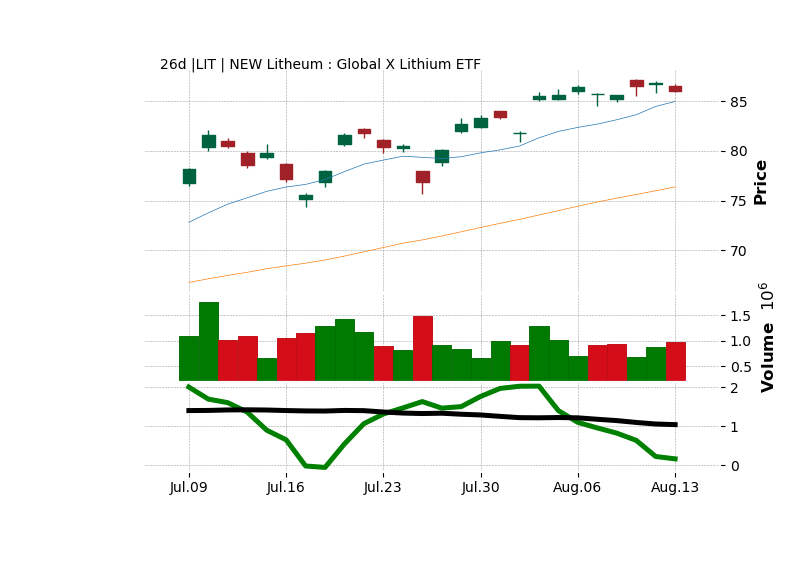 26d |LIT | NEW Litheum : Global X Lithium ETF
85
80
75
70
Price
1.5
1.0
0.5
Volume 10^6
2
1
0
Jul.09 Jul.16 Jul.23 Jul.30 Aug.06 Aug.13